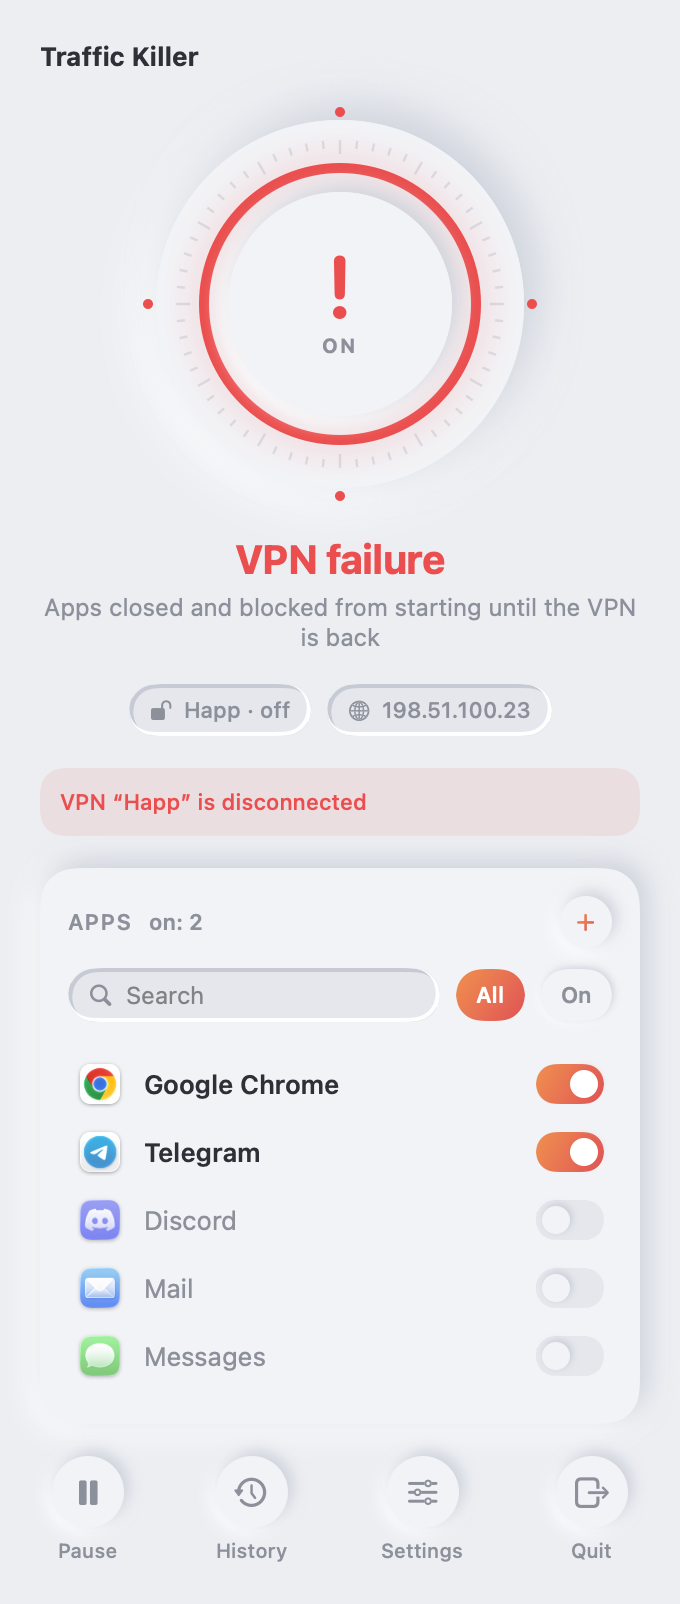 Traffic Killer
ON
VPN failure
Apps closed and blocked from starting until the VPN
is back
Happ · off
198.51.100.23
VPN “Happ” is disconnected
APPS on: 2
Search
All
On
Google Chrome
Telegram
Discord
Mail
Messages
Pause
History
Settings
Quit